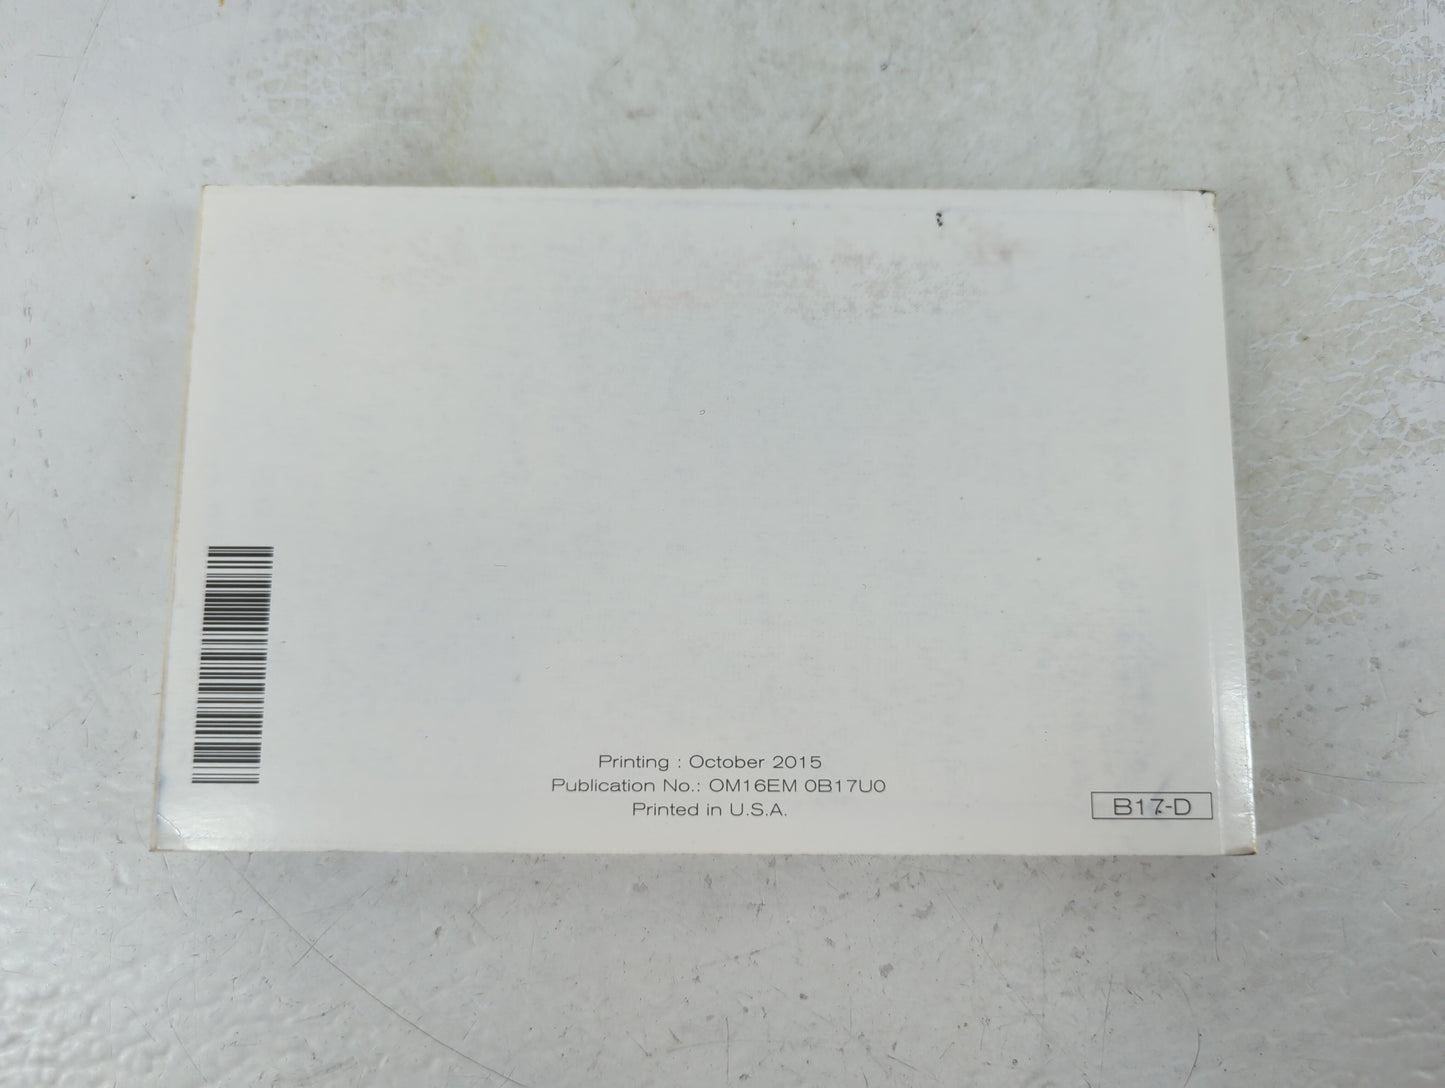 Printing : October 2015
Publication No.: OM16EM 0B17U0
Printed in U.S.A.
B17-D